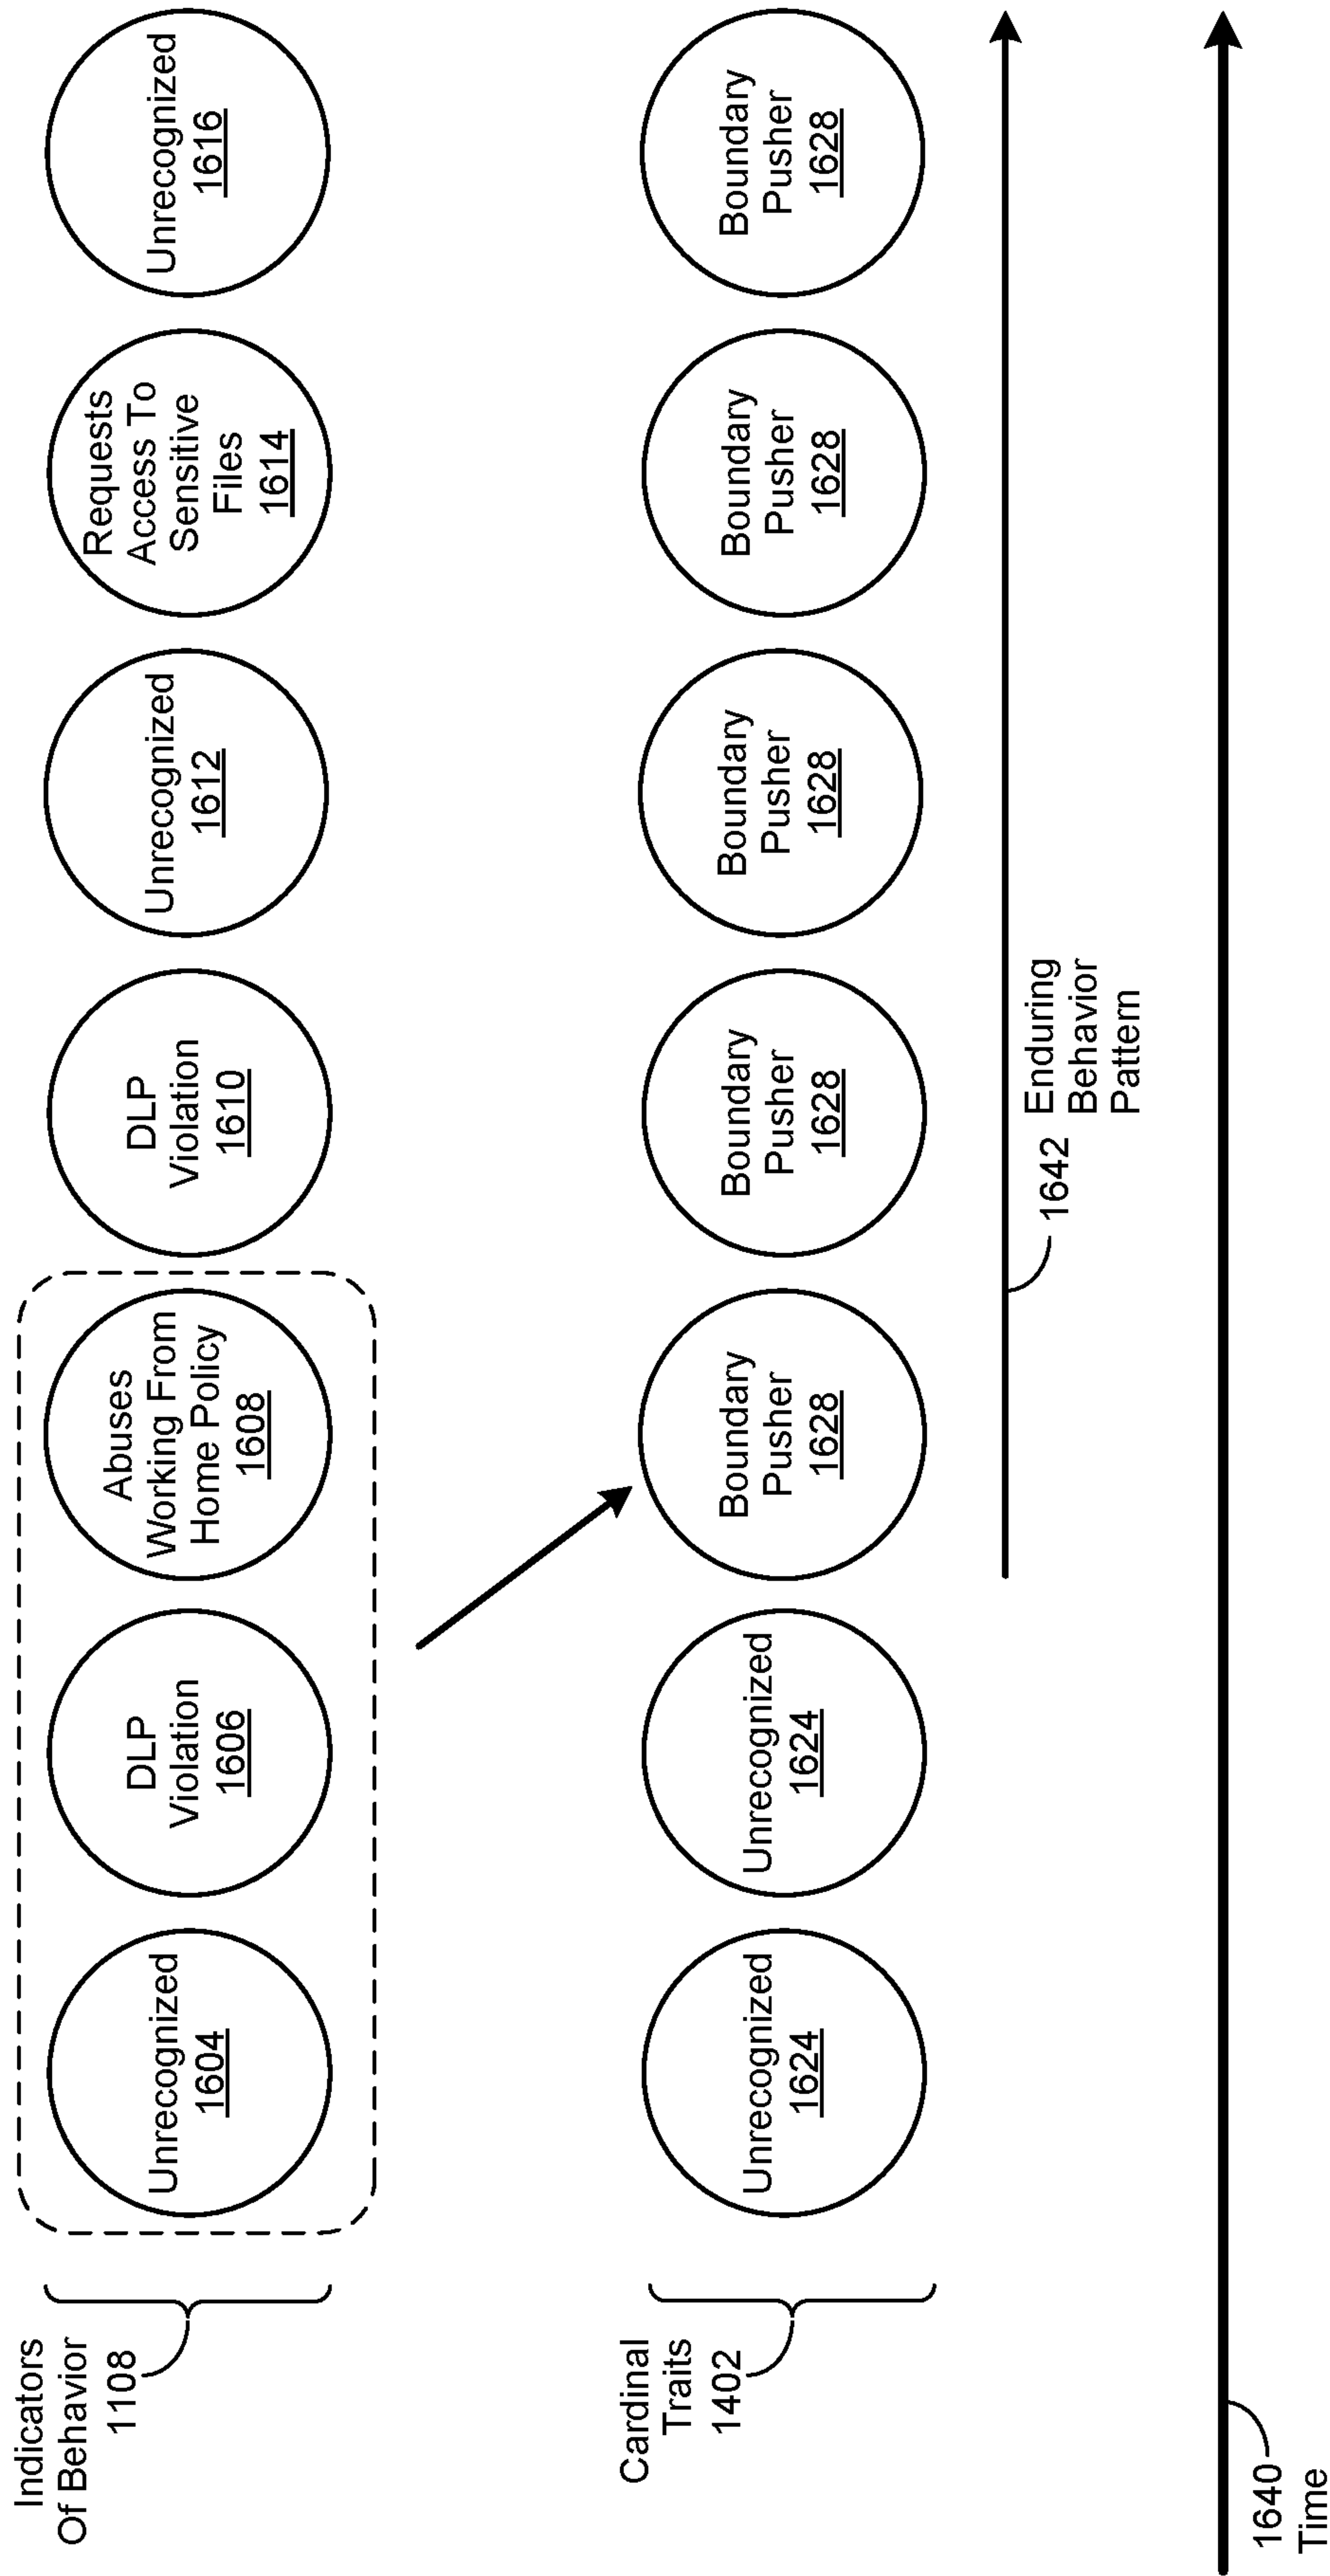 Indicators
Of Behavior
1108
Unrecognized
1604
DLP
Violation
1606
Abuses
Working From
Home Policy
1608
DLP
Violation
1610
Unrecognized
1612
Requests
Access To
Sensitive
Files
1614
Unrecognized
1616
Cardinal
Traits
1402
Unrecognized
1624
Unrecognized
1624
Boundary
Pusher
1628
Boundary
Pusher
1628
Boundary
Pusher
1628
Boundary
Pusher
1628
Boundary
Pusher
1628
1642 Enduring
Behavior
Pattern
1640
Time